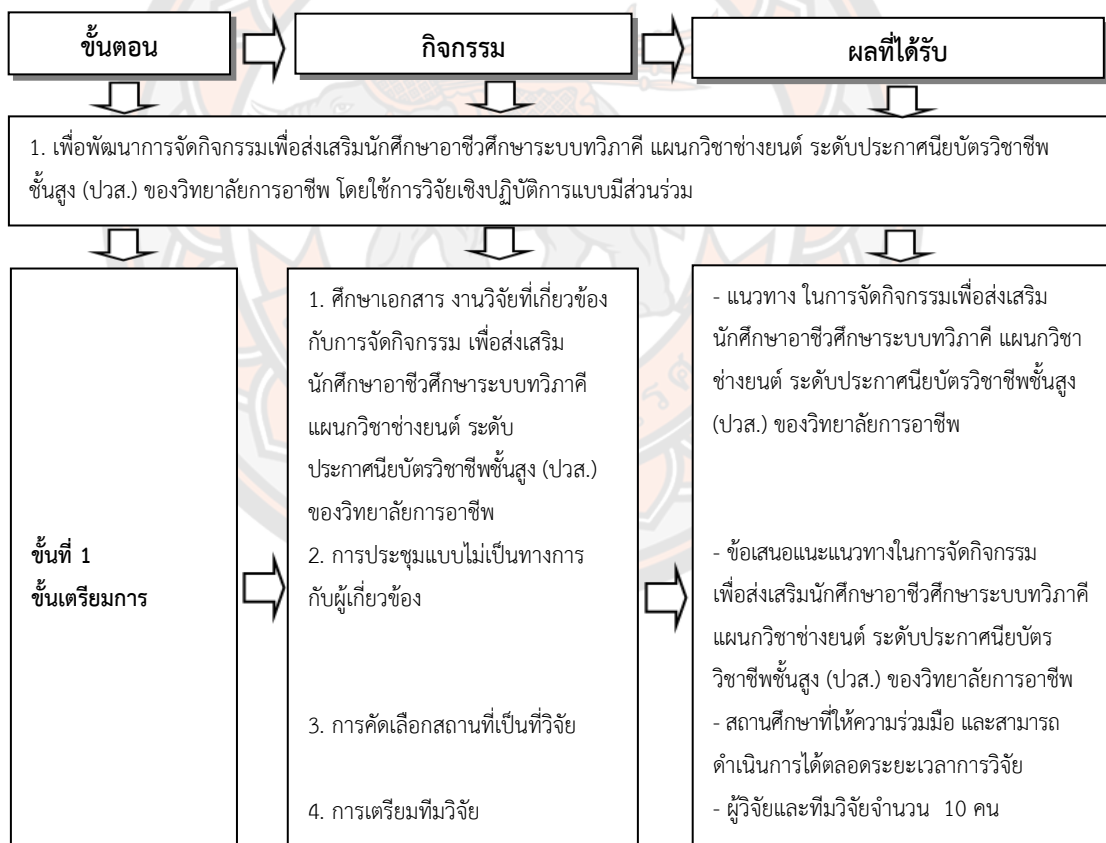 ขั้นตอน
กิจกรรม
ผลที่ได้รับ
1. เพื่อพัฒนาการจัดกิจกรรมเพื่อส่งเสริมนักศึกษาอาชีวศึกษาระบบทวิภาคี แผนกวิชาช่างยนต์ ระดับประกาศนียบัตรวิชาชีพ
ชั้นสูง (ปวส.) ของวิทยาลัยการอาชีพ โดยใช้การวิจัยเชิงปฏิบัติการแบบมีส่วนร่วม
ขั้นที่ 1
ขั้นเตรียมการ
1. ศึกษาเอกสาร งานวิจัยที่เกี่ยวข้อง
กับการจัดกิจกรรม เพื่อส่งเสริม
นักศึกษาอาชีวศึกษาระบบทวิภาคี
แผนกวิชาช่างยนต์ ระดับ
ประกาศนียบัตรวิชาชีพชั้นสูง (ปวส.)
ของวิทยาลัยการอาชีพ
2. การประชุมแบบไม่เป็นทางการ
กับผู้เกี่ยวข้อง
3. การคัดเลือกสถานที่เป็นที่วิจัย
4. การเตรียมทีมวิจัย
- แนวทาง ในการจัดกิจกรรมเพื่อส่งเสริม
นักศึกษาอาชีวศึกษาระบบทวิภาคี แผนกวิชา
ช่างยนต์ ระดับประกาศนียบัตรวิชาชีพชั้นสูง
(ปวส.) ของวิทยาลัยการอาชีพ
- ข้อเสนอแนะแนวทางในการจัดกิจกรรม
เพื่อส่งเสริมนักศึกษาอาชีวศึกษาระบบทวิภาคี
แผนกวิชาช่างยนต์ ระดับประกาศนียบัตร
วิชาชีพชั้นสูง (ปวส.) ของวิทยาลัยการอาชีพ
- สถานศึกษาที่ให้ความร่วมมือ และสามารถ
ดำเนินการได้ตลอดระยะเวลาการวิจัย
- ผู้วิจัยและทีมวิจัยจำนวน 10 คน